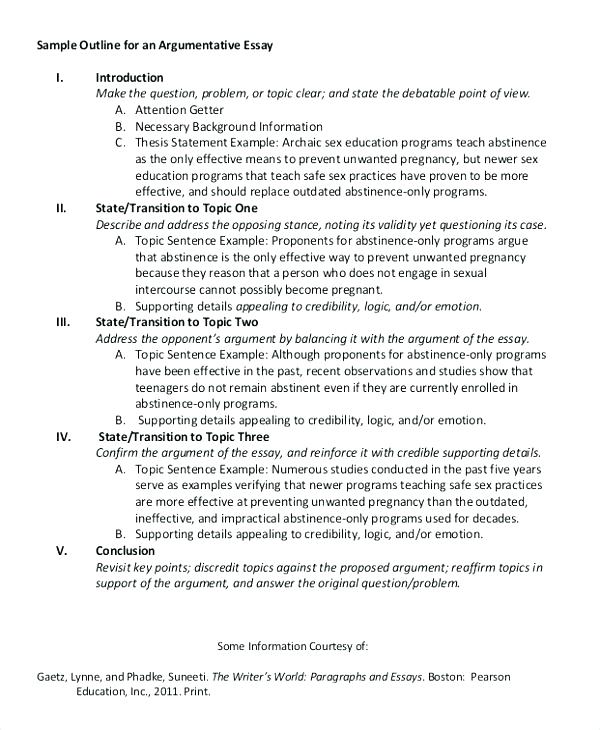 Sample Outline for an Argumentative Essay
I. Introduction
Make the question, problem, or topic clear; and state the debatable point of view.
A. Attention Getter
B. Necessary Background Information
C. Thesis Statement Example: Archaic sex education programs teach abstinence
as the only effective means to prevent unwanted pregnancy, but newer sex
education programs that teach safe sex practices have proven to be more
effective, and should replace outdated abstinence-only programs.
II. State/Transition to Topic One
Describe and address the opposing stance, noting its validity yet questioning its case.
A. Topic Sentence Example: Proponents for abstinence-only programs argue
that abstinence is the only effective way to prevent unwanted pregnancy
because they reason that a person who does not engage in sexual
intercourse cannot possibly become pregnant.
B. Supporting details appealing to credibility, logic, and/or emotion.
III. State/Transition to Topic Two
Address the opponent's argument by balancing it with the argument of the essay.
A. Topic Sentence Example: Although proponents for abstinence-only programs
have been effective in the past, recent observations and studies show that
teenagers do not remain abstinent even if they are currently enrolled in
abstinence-only programs.
B. Supporting details appealing to credibility, logic, and/or emotion.
IV. State/Transition to Topic Three
Confirm the argument of the essay, and reinforce it with credible supporting details.
A. Topic Sentence Example: Numerous studies conducted in the past five years
serve as examples verifying that newer programs teaching safe sex practices
are more effective at preventing unwanted pregnancy than the outdated,
ineffective, and impractical abstinence-only programs used for decades.
B. Supporting details appealing to credibility, logic, and/or emotion.
V. Conclusion
Revisit key points; discredit topics against the proposed argument; reaffirm topics in
support of the argument, and answer the original question/problem.
Some Information Courtesy of:
Gaetz, Lynne, and Phadke, Suneeti. The Writer's World: Paragraphs and Essays. Boston: Pearson
Education, Inc., 2011. Print.